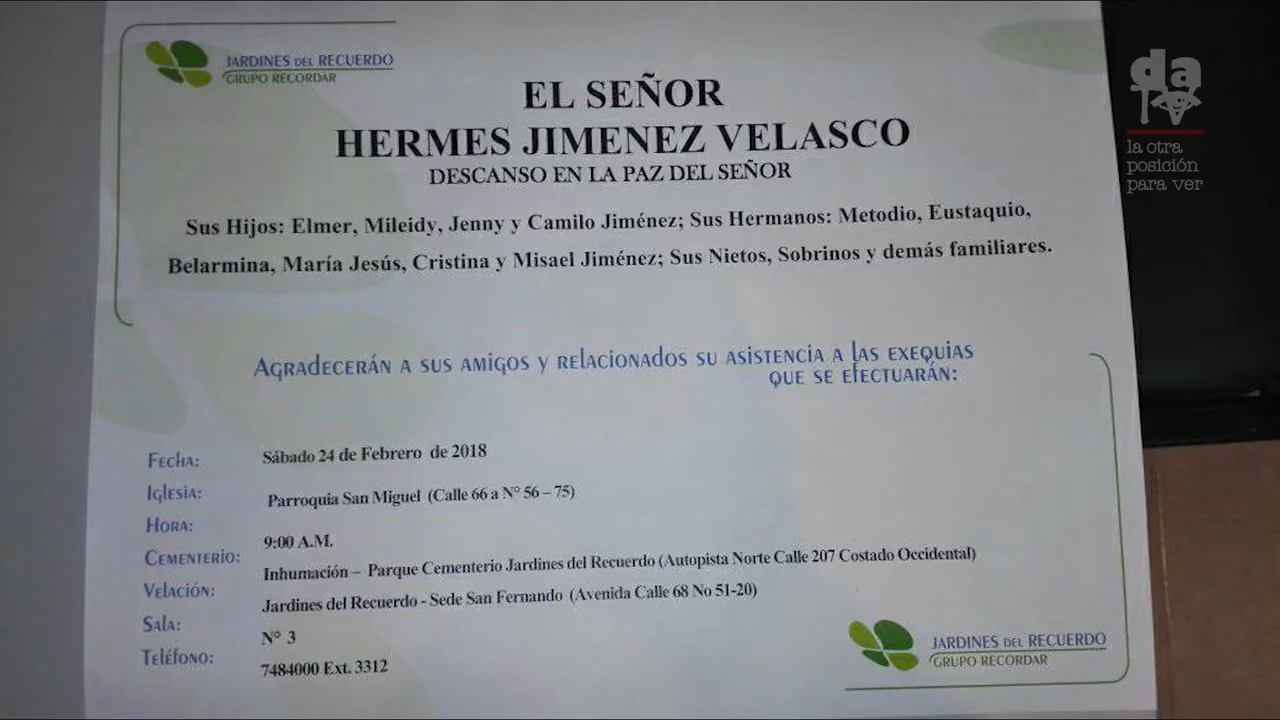 JARDINES DEL RECUERDO
GRUPO RECORDAR
EL SEÑOR
HERMES JIMENEZ VELASCO
DESCANSO EN LA PAZ DEL SEÑOR
Sus Hijos: Elmer, Mileidy, Jenny y Camilo Jiménez; Sus Hermanos: Metodio, Eustaquio,
Belarmina, María Jesús, Cristina y Misael Jiménez; Sus Nietos, Sobrinos y demás familiares.
AGRADECERÁN A SUS AMIGOS Y RELACIONADOS SU ASISTENCIA A LAS EXEQUIAS
QUE SE EFECTUARÁN:
FECHA: Sábado 24 de Febrero de 2018
IGLESIA: Parroquia San Miguel (Calle 66 a N° 56 – 75)
HORA: 9:00 A.M.
CEMENTERIO: Inhumación – Parque Cementerio Jardines del Recuerdo (Autopista Norte Calle 207 Costado Occidental)
VELACIÓN: Jardines del Recuerdo - Sede San Fernando (Avenida Calle 68 No 51-20)
SALA: N° 3
TELÉFONO: 7484000 Ext. 3312
JARDINES DEL RECUERDO
GRUPO RECORDAR
la otra
posición
para ver